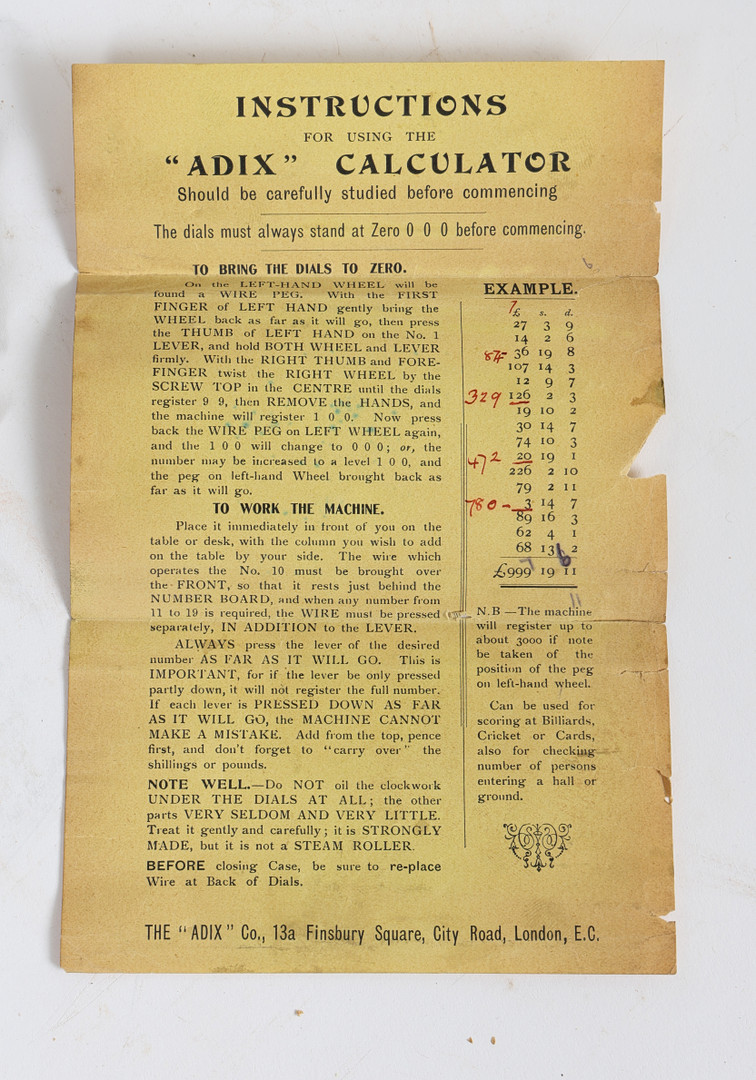 INSTRUCTIONS
FOR USING THE
"ADIX" CALCULATOR
Should be carefully studied before commencing
The dials must always stand at Zero 0 0 0 before commencing.
TO BRING THE DIALS TO ZERO.
On the LEFT-HAND WHEEL will be
found a WIRE PEG. With the FIRST
FINGER of LEFT HAND gently bring the
WHEEL back as far as it will go, then press
the THUMB of LEFT HAND on the No. 1
LEVER, and hold BOTH WHEEL and LEVER
firmly. With the RIGHT THUMB and FORE-
FINGER twist the RIGHT WHEEL by the
SCREW TOP in the CENTRE until the dials
register 9 9, then REMOVE the HANDS, and
the machine will register 1 0 0. Now press
back the WIRE PEG on LEFT WHEEL again,
and the 1 0 0 will change to 0 0 0; or, the
number may be increased to a level 1 0 0, and
the peg on left-hand Wheel brought back as
far as it will go.
TO WORK THE MACHINE.
Place it immediately in front of you on the
table or desk, with the column you wish to add
on the table by your side. The wire which
operates the No. 10 must be brought over
the FRONT, so that it rests just behind the
NUMBER BOARD, and when any number from
11 to 19 is required, the WIRE must be pressed
separately, IN ADDITION to the LEVER.
ALWAYS press the lever of the desired
number AS FAR AS IT WILL GO. This is
IMPORTANT, for if the lever be only pressed
partly down, it will not register the full number.
If each lever is PRESSED DOWN AS FAR
AS IT WILL GO, the MACHINE CANNOT
MAKE A MISTAKE. Add from the top, pence
first, and don't forget to "carry over" the
shillings or pounds.
NOTE WELL.—Do NOT oil the clockwork
UNDER THE DIALS AT ALL; the other
parts VERY SELDOM AND VERY LITTLE.
Treat it gently and carefully; it is STRONGLY
MADE, but it is not a STEAM ROLLER.
BEFORE closing Case, be sure to re-place
Wire at Back of Dials.
6
EXAMPLE.
7
£ s. d.
27 3 9
14 2 6
84 36 19 8
107 14 3
12 9 7
329 126 2 3
19 10 2
30 14 7
74 10 3
472 20 19 1
226 2 10
79 2 11
780 - 3 14 7
89 16 3
62 4 1
68 13 2
£999 19 11
11
N.B—The machine
will register up to
about 3000 if note
be taken of the
position of the peg
on left-hand wheel.
Can be used for
scoring at Billiards,
Cricket or Cards,
also for checking
number of persons
entering a hall or
ground.
THE "ADIX" Co., 13a Finsbury Square, City Road, London, E.C.